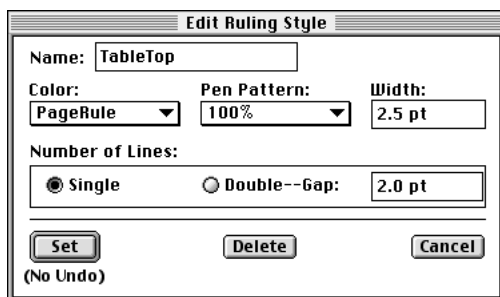 Edit Ruling Style
Name: TableTop
Color: Pen Pattern: Width:
PageRule 100% 2.5 pt
Number of Lines:
Single Double--Gap: 2.0 pt
Set Delete Cancel
(No Undo)